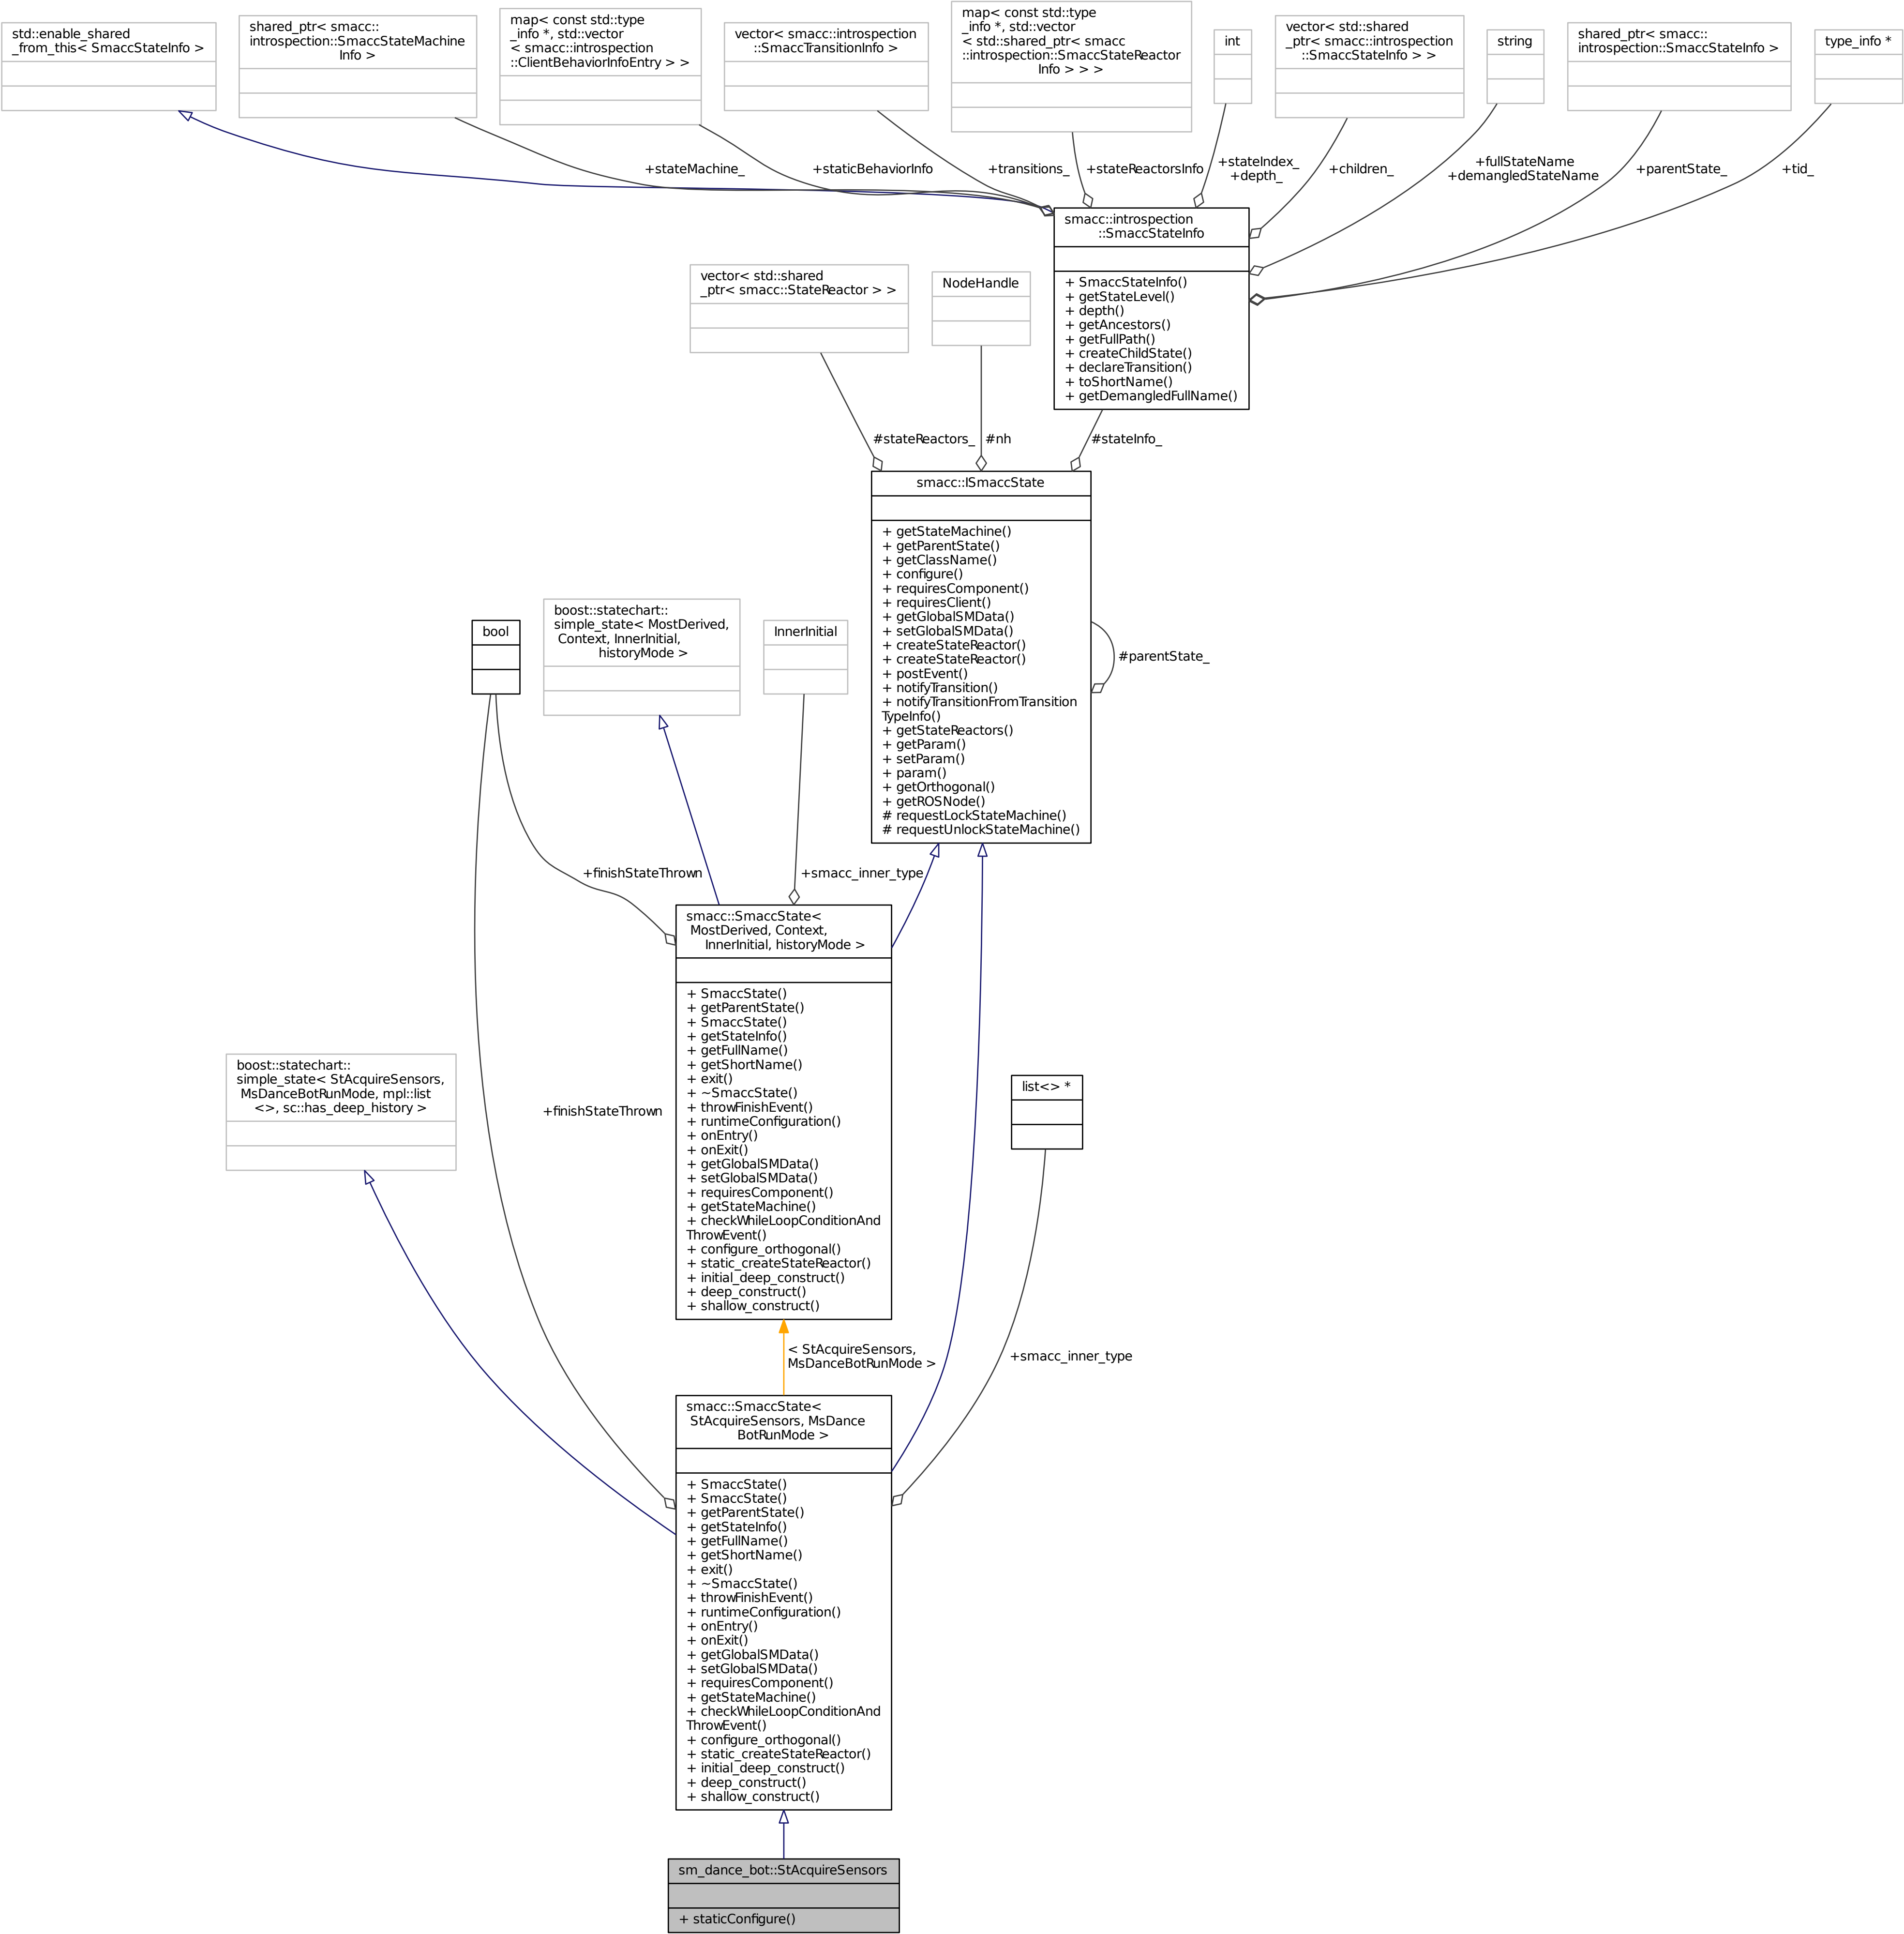 std::enable_shared
_from_this< SmaccStateInfo >
shared_ptr< smacc::
introspection::SmaccStateMachine
Info >
map< const std::type
_info *, std::vector
< smacc::introspection
::ClientBehaviorInfoEntry > >
vector< smacc::introspection
::SmaccTransitionInfo >
map< const std::type
_info *, std::vector
< std::shared_ptr< smacc
::introspection::SmaccStateReactor
Info > > >
int
vector< std::shared
_ptr< smacc::introspection
::SmaccStateInfo > >
string
shared_ptr< smacc::
introspection::SmaccStateInfo >
type_info *
+stateMachine_
+staticBehaviorInfo
+transitions_
+stateReactorsInfo
+stateIndex_
+depth_
+children_
+fullStateName
+demangledStateName
+parentState_
+tid_
smacc::introspection
::SmaccStateInfo
+ SmaccStateInfo()
+ getStateLevel()
+ depth()
+ getAncestors()
+ getFullPath()
+ createChildState()
+ declareTransition()
+ toShortName()
+ getDemangledFullName()
vector< std::shared
_ptr< smacc::StateReactor > >
NodeHandle
#stateReactors_
#nh
#stateInfo_
smacc::ISmaccState
+ getStateMachine()
+ getParentState()
+ getClassName()
+ configure()
+ requiresComponent()
+ requiresClient()
+ getGlobalSMData()
+ setGlobalSMData()
+ createStateReactor()
+ createStateReactor()
+ postEvent()
+ notifyTransition()
+ notifyTransitionFromTransition
TypeInfo()
+ getStateReactors()
+ getParam()
+ setParam()
+ param()
+ getOrthogonal()
+ getROSNode()
# requestLockStateMachine()
# requestUnlockStateMachine()
#parentState_
bool
boost::statechart::
simple_state< MostDerived,
Context, InnerInitial,
historyMode >
InnerInitial
+finishStateThrown
+smacc_inner_type
smacc::SmaccState<
MostDerived, Context,
InnerInitial, historyMode >
+ SmaccState()
+ getParentState()
+ SmaccState()
+ getStateInfo()
+ getFullName()
+ getShortName()
+ exit()
+ ~SmaccState()
+ throwFinishEvent()
+ runtimeConfiguration()
+ onEntry()
+ onExit()
+ getGlobalSMData()
+ setGlobalSMData()
+ requiresComponent()
+ getStateMachine()
+ checkWhileLoopConditionAnd
ThrowEvent()
+ configure_orthogonal()
+ static_createStateReactor()
+ initial_deep_construct()
+ deep_construct()
+ shallow_construct()
boost::statechart::
simple_state< StAcquireSensors,
MsDanceBotRunMode, mpl::list
<>, sc::has_deep_history >
+finishStateThrown
list<> *
< StAcquireSensors,
MsDanceBotRunMode >
+smacc_inner_type
smacc::SmaccState<
StAcquireSensors, MsDance
BotRunMode >
+ SmaccState()
+ SmaccState()
+ getParentState()
+ getStateInfo()
+ getFullName()
+ getShortName()
+ exit()
+ ~SmaccState()
+ throwFinishEvent()
+ runtimeConfiguration()
+ onEntry()
+ onExit()
+ getGlobalSMData()
+ setGlobalSMData()
+ requiresComponent()
+ getStateMachine()
+ checkWhileLoopConditionAnd
ThrowEvent()
+ configure_orthogonal()
+ static_createStateReactor()
+ initial_deep_construct()
+ deep_construct()
+ shallow_construct()
sm_dance_bot::StAcquireSensors
+ staticConfigure()